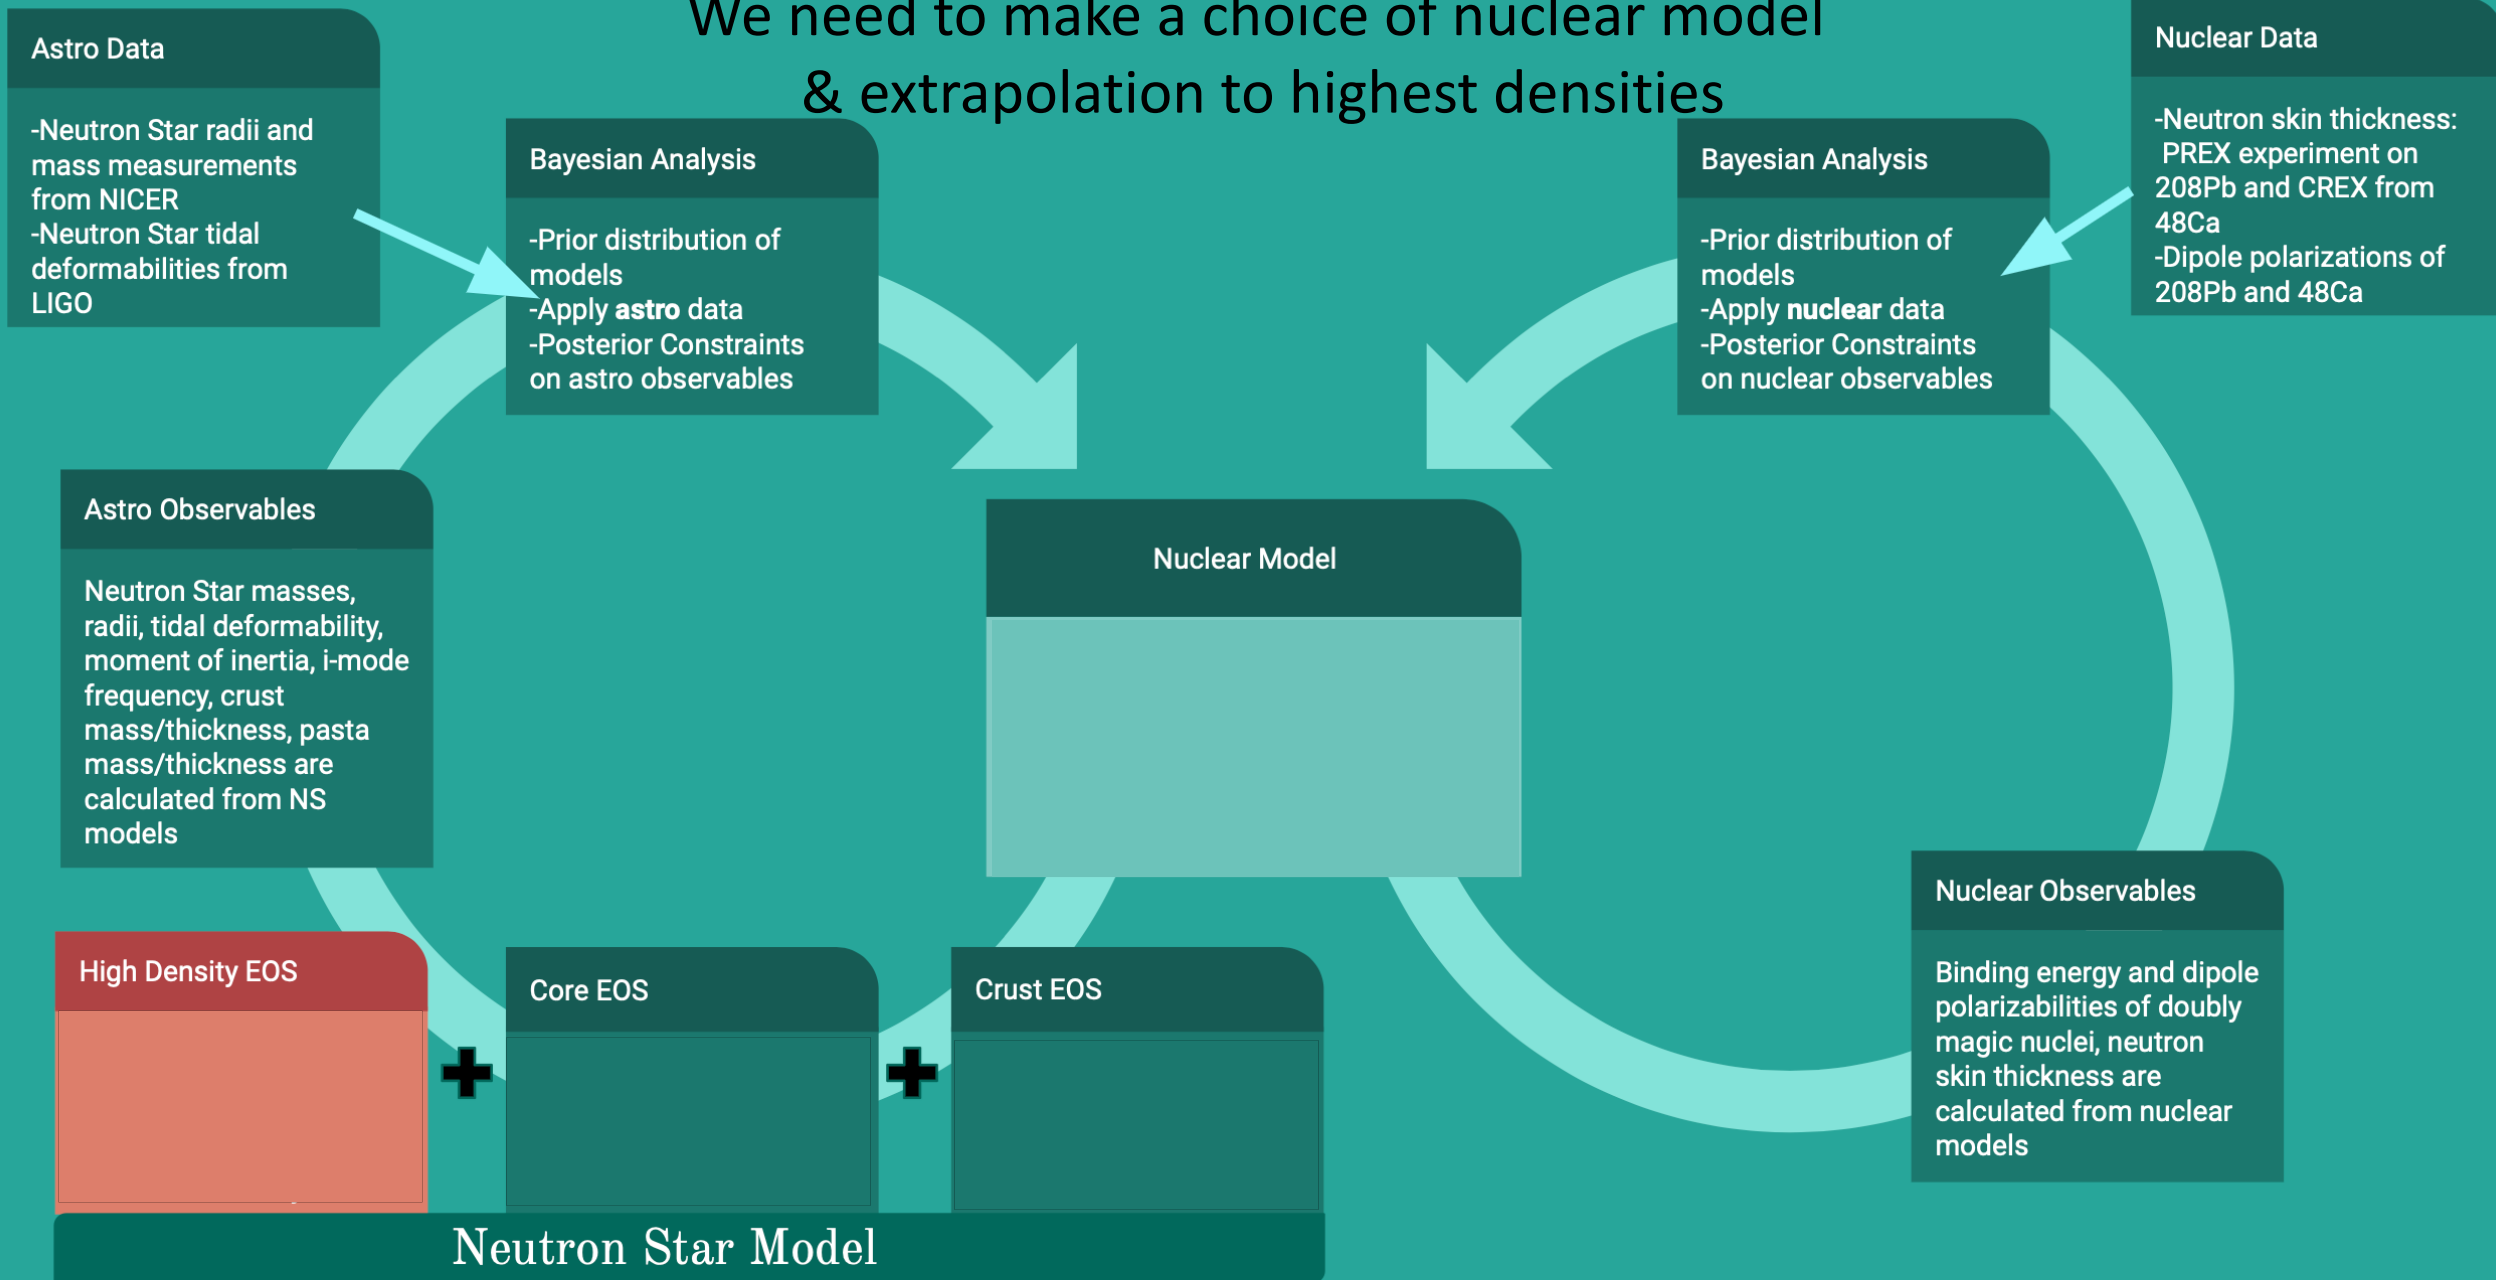 We need to make a choice of nuclear model
& extrapolation to highest densities
Astro Data
-Neutron Star radii and
mass measurements
from NICER
-Neutron Star tidal
deformabilities from
LIGO
Bayesian Analysis
-Prior distribution of
models
-Apply astro data
-Posterior Constraints
on astro observables
Bayesian Analysis
-Prior distribution of
models
-Apply nuclear data
-Posterior Constraints
on nuclear observables
Nuclear Data
-Neutron skin thickness:
PREX experiment on
208Pb and CREX from
48Ca
-Dipole polarizations of
208Pb and 48Ca
Astro Observables
Neutron Star masses,
radii, tidal deformability,
moment of inertia, i-mode
frequency, crust
mass/thickness, pasta
mass/thickness are
calculated from NS
models
Nuclear Model
Nuclear Observables
Binding energy and dipole
polarizabilities of doubly
magic nuclei, neutron
skin thickness are
calculated from nuclear
models
High Density EOS
Core EOS
Crust EOS
Neutron Star Model